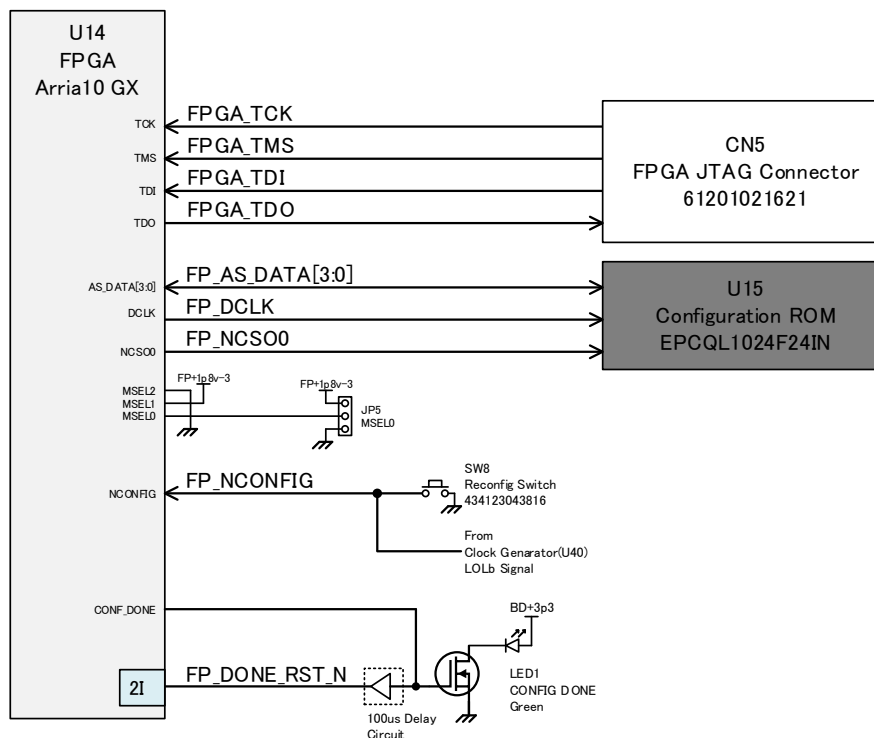 U14
FPGA
Arria10 GX
TCK
FPGA_TCK
TMS
FPGA_TMS
TDI
FPGA_TDI
TDO
FPGA_TDO
CN5
FPGA JTAG Connector
61201021621
AS_DATA[3:0]
FP_AS_DATA[3:0]
DCLK
FP_DCLK
NCSO0
FP_NCSO0
U15
Configuration ROM
EPCQL1024F24IN
MSEL2
MSEL1
MSEL0
FP+1p8v-3
FP+1p8v-3
JP5
MSEL0
NCONFIG
FP_NCONFIG
SW8
Reconfig Switch
434123043816
From
Clock Genarator(U40)
LOLb Signal
CONF_DONE
BD+3p3
2I
FP_DONE_RST_N
100us Delay
Circuit
LED1
CONFIG DONE
Green